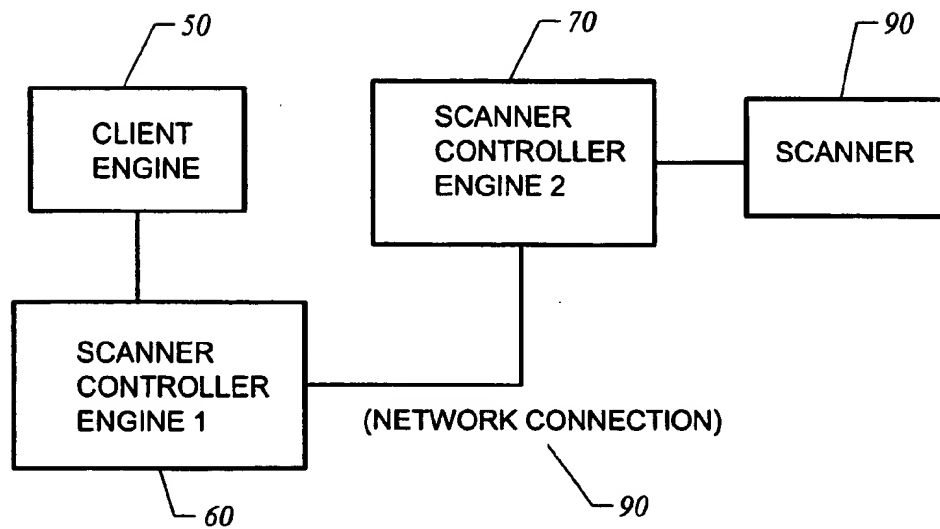 50
70
90
CLIENT
ENGINE
SCANNER
CONTROLLER
ENGINE 2
SCANNER
SCANNER
CONTROLLER
ENGINE 1
(NETWORK CONNECTION)
60
90